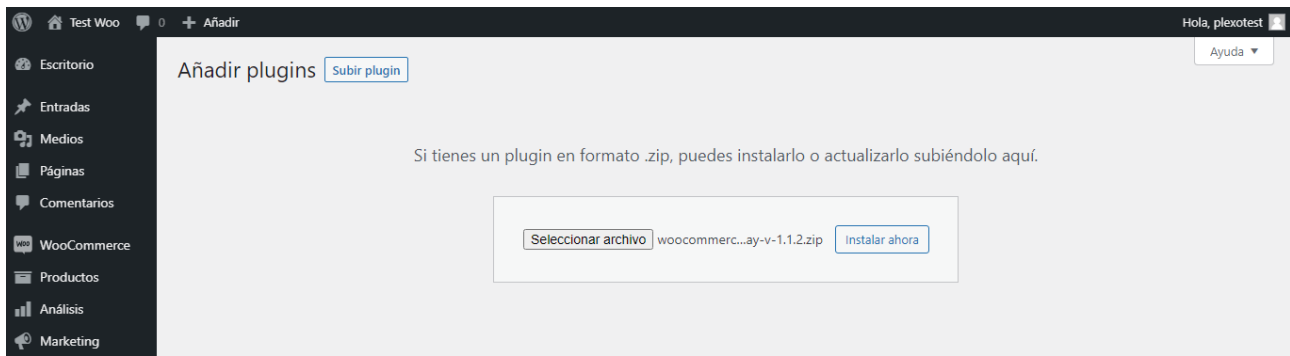 Test Woo 0 + Añadir Hola, plexotest
Ayuda ▼
Escritorio
Añadir plugins Subir plugin
Entradas
Medios
Si tienes un plugin en formato .zip, puedes instalarlo o actualizarlo subiéndolo aquí.
Páginas
Comentarios
WooCommerce
Seleccionar archivo woocommerc...ay-v-1.1.2.zip Instalar ahora
Productos
Análisis
Marketing